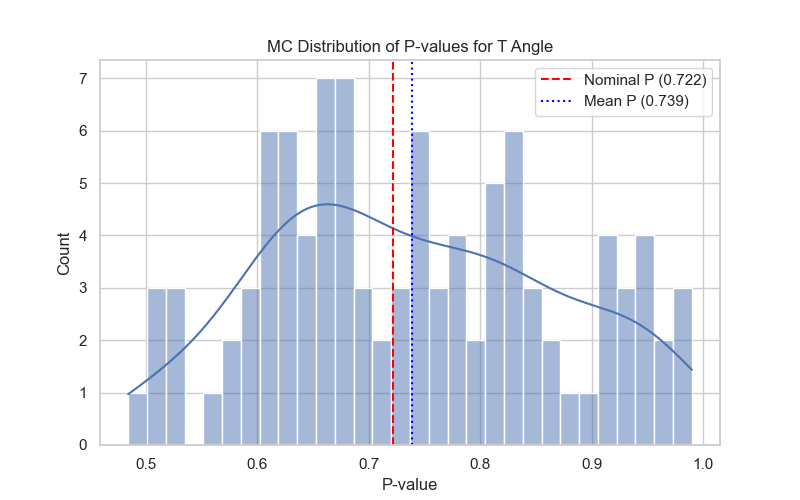 MC Distribution of P-values for T Angle
Nominal P (0.722)
Mean P (0.739)
Count
7
6
5
4
3
2
1
0
0.5 0.6 0.7 0.8 0.9 1.0
P-value